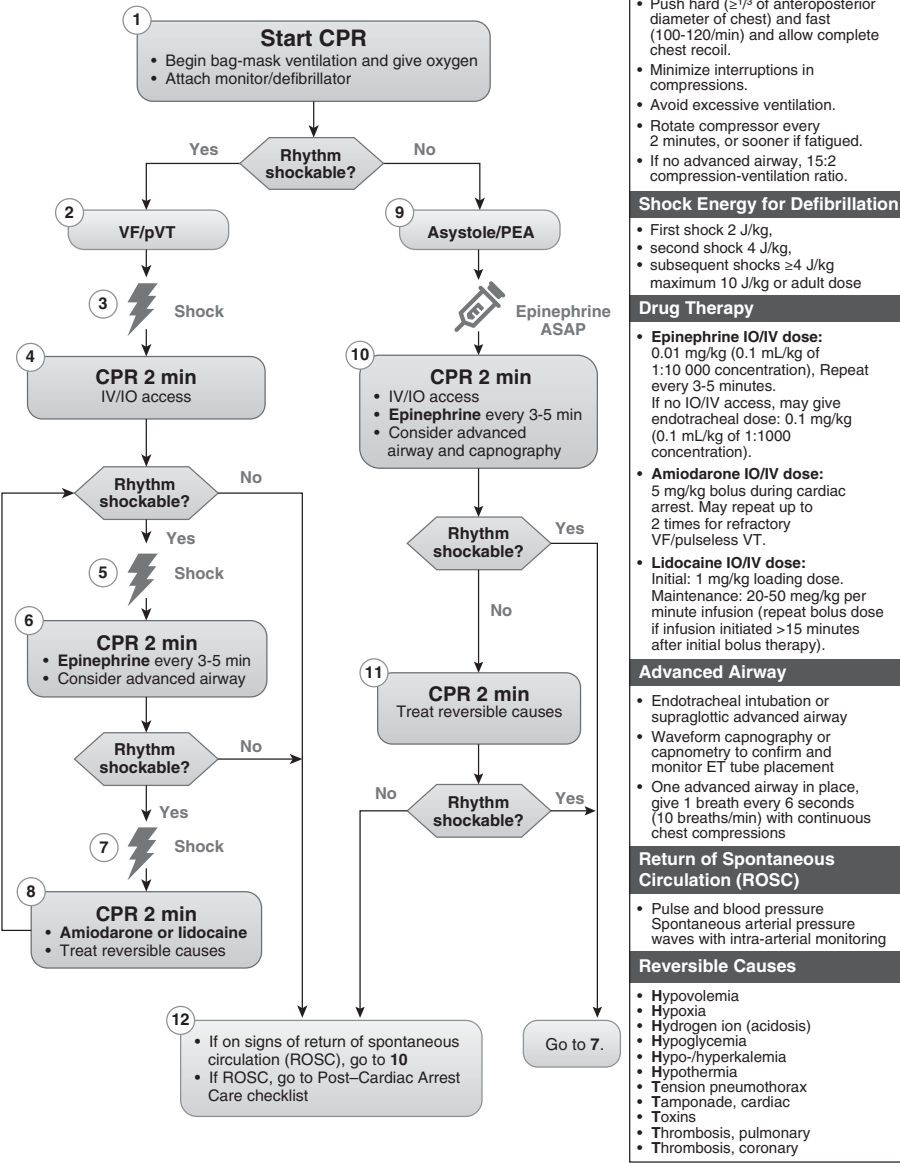 1
Start CPR
• Begin bag-mask ventilation and give oxygen
• Attach monitor/defibrillator
Rhythm
shockable?
Yes
No
2
VF/pVT
3
Shock
4
CPR 2 min
IV/IO access
Rhythm
shockable?
No
Yes
5
Shock
6
CPR 2 min
• Epinephrine every 3-5 min
• Consider advanced airway
Rhythm
shockable?
No
Yes
7
Shock
8
CPR 2 min
• Amiodarone or lidocaine
• Treat reversible causes
9
Asystole/PEA
Epinephrine
ASAP
10
CPR 2 min
• IV/IO access
• Epinephrine every 3-5 min
• Consider advanced
airway and capnography
Rhythm
shockable?
Yes
No
11
CPR 2 min
Treat reversible causes
Rhythm
shockable?
No
Yes
12
• If on signs of return of spontaneous
circulation (ROSC), go to 10
• If ROSC, go to Post–Cardiac Arrest
Care checklist
Go to 7.
• Push hard (≥1/3 of anteroposterior
diameter of chest) and fast
(100-120/min) and allow complete
chest recoil.
• Minimize interruptions in
compressions.
• Avoid excessive ventilation.
• Rotate compressor every
2 minutes, or sooner if fatigued.
• If no advanced airway, 15:2
compression-ventilation ratio.
Shock Energy for Defibrillation
• First shock 2 J/kg,
• second shock 4 J/kg,
• subsequent shocks ≥4 J/kg
maximum 10 J/kg or adult dose
Drug Therapy
• Epinephrine IO/IV dose:
0.01 mg/kg (0.1 mL/kg of
1:10 000 concentration), Repeat
every 3-5 minutes.
If no IO/IV access, may give
endotracheal dose: 0.1 mg/kg
(0.1 mL/kg of 1:1000
concentration).
• Amiodarone IO/IV dose:
5 mg/kg bolus during cardiac
arrest. May repeat up to
2 times for refractory
VF/pulseless VT.
• Lidocaine IO/IV dose:
Initial: 1 mg/kg loading dose.
Maintenance: 20-50 meg/kg per
minute infusion (repeat bolus dose
if infusion initiated >15 minutes
after initial bolus therapy).
Advanced Airway
• Endotracheal intubation or
supraglottic advanced airway
• Waveform capnography or
capnometry to confirm and
monitor ET tube placement
• One advanced airway in place,
give 1 breath every 6 seconds
(10 breaths/min) with continuous
chest compressions
Return of Spontaneous
Circulation (ROSC)
• Pulse and blood pressure
Spontaneous arterial pressure
waves with intra-arterial monitoring
Reversible Causes
• Hypovolemia
• Hypoxia
• Hydrogen ion (acidosis)
• Hypoglycemia
• Hypo-/hyperkalemia
• Hypothermia
• Tension pneumothorax
• Tamponade, cardiac
• Toxins
• Thrombosis, pulmonary
• Thrombosis, coronary